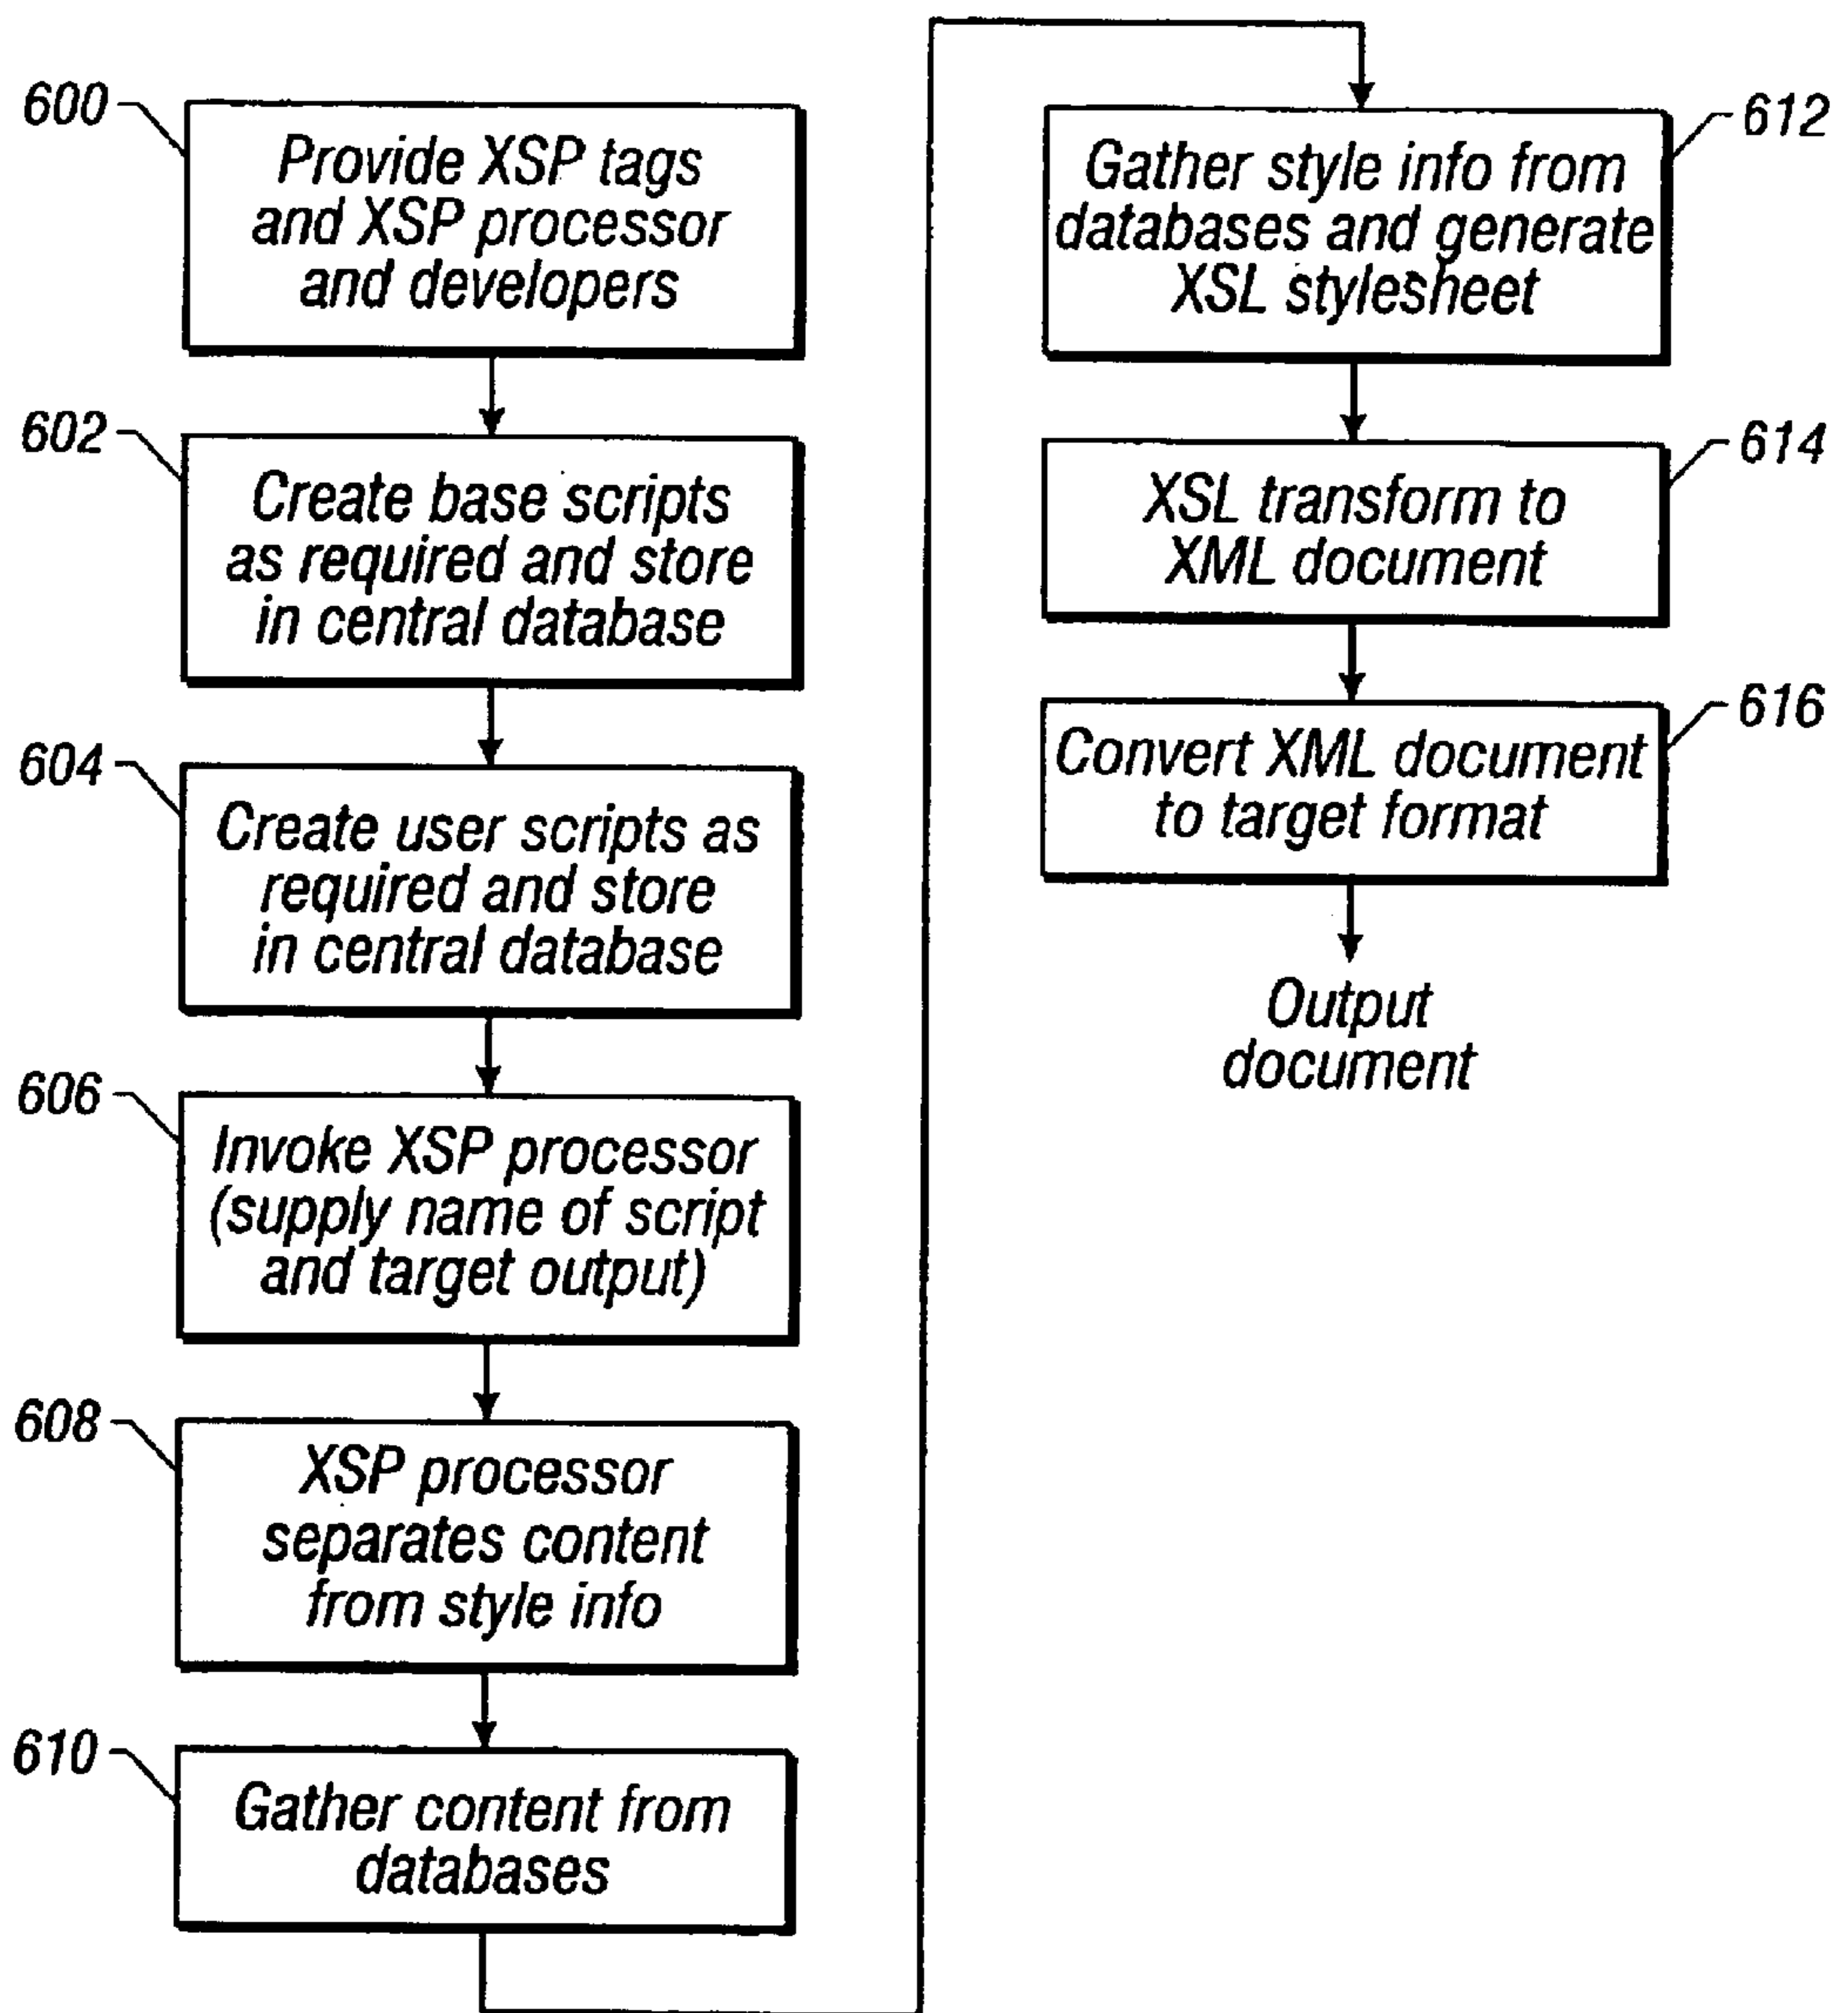 600
Provide XSP tags
and XSP processor
and developers
602
Create base scripts
as required and store
in central database
604
Create user scripts as
required and store
in central database
606
Invoke XSP processor
(supply name of script
and target output)
608
XSP processor
separates content
from style info
610
Gather content from
databases
612
Gather style info from
databases and generate
XSL stylesheet
614
XSL transform to
XML document
616
Convert XML document
to target format
Output
document